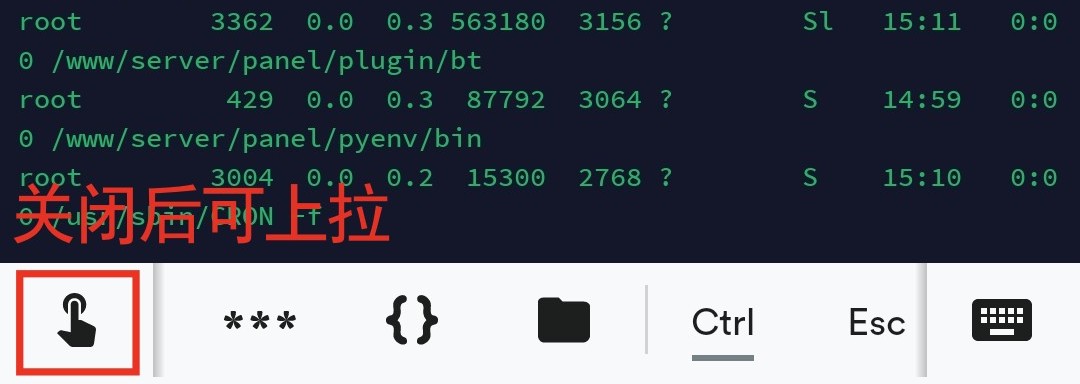 root 3362 0.0 0.3 563180 3156 ? Sl 15:11 0:0
0 /www/server/panel/plugin/bt
root 429 0.0 0.3 87792 3064 ? S 14:59 0:0
0 /www/server/panel/pyenv/bin
root 3004 0.0 0.2 15300 2768 ? S 15:10 0:0
0 /usr/sbin/CRON -f
关闭后可上拉
*** {} Ctrl Esc